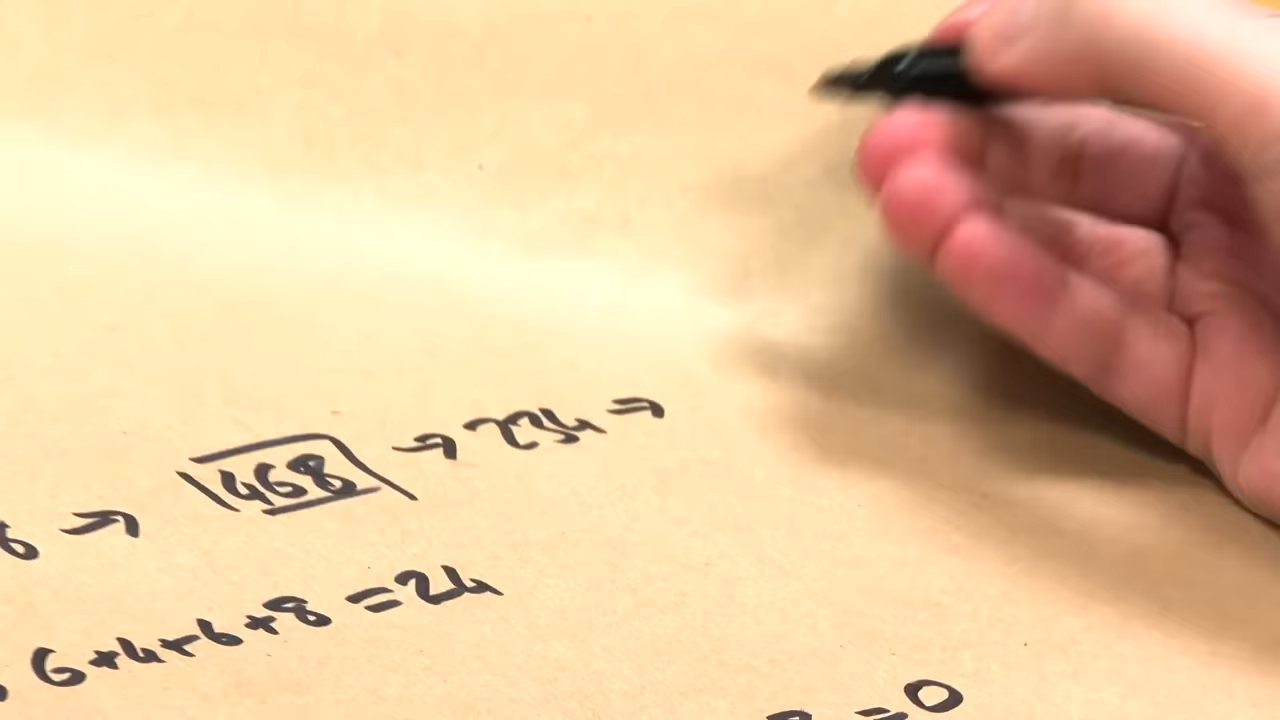 6 → 468 → 234 →
6+4+6+8 = 24
= 0